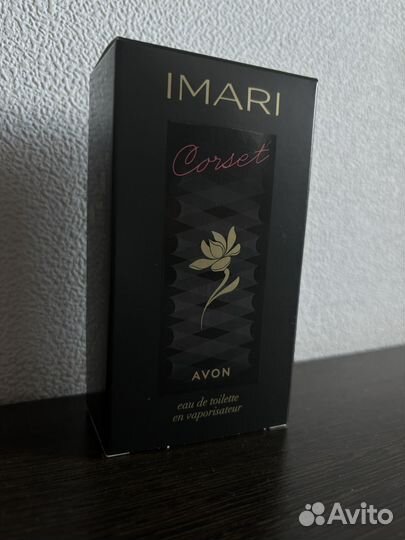 IMARI
Corset
AVON
eau de toilette
en vaporisateur
Avito